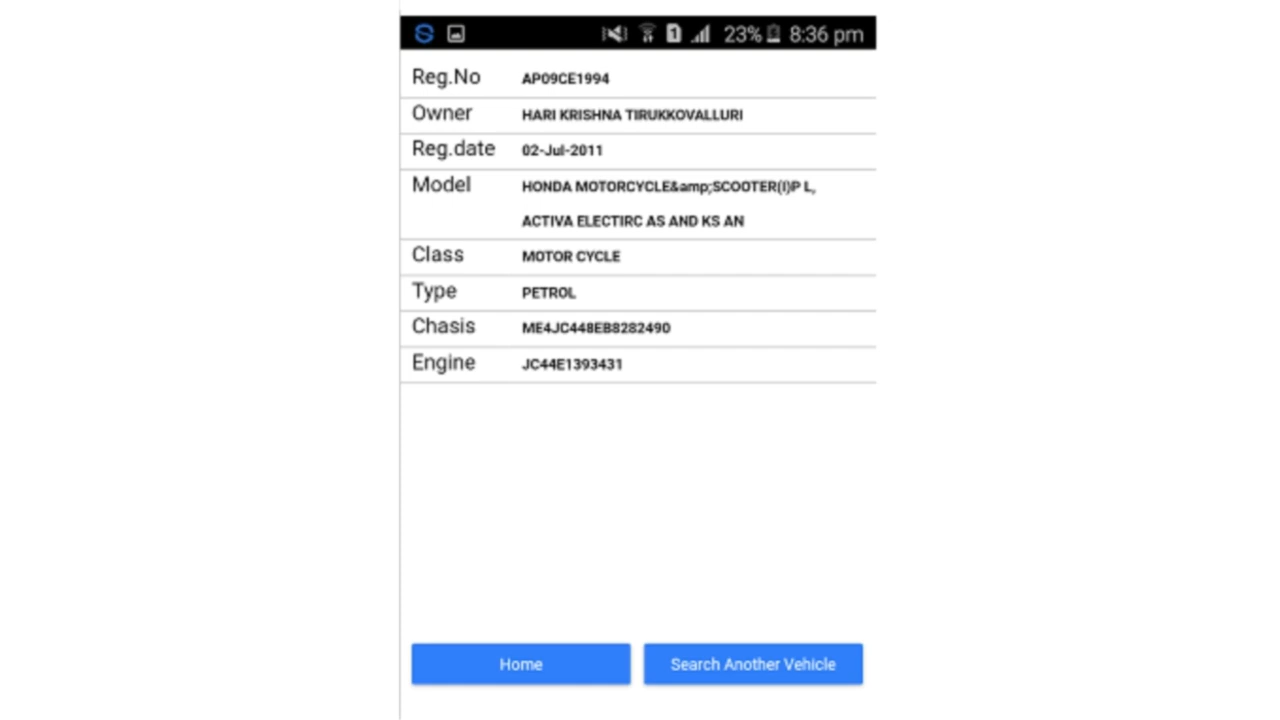 23% 8:36 pm
Reg.No AP09CE1994
Owner HARI KRISHNA TIRUKKOVALLURI
Reg.date 02-Jul-2011
Model HONDA MOTORCYCLE&amp;SCOOTER(I)P L,
ACTIVA ELECTIRC AS AND KS AN
Class MOTOR CYCLE
Type PETROL
Chasis ME4JC448EB8282490
Engine JC44E1393431
Home Search Another Vehicle